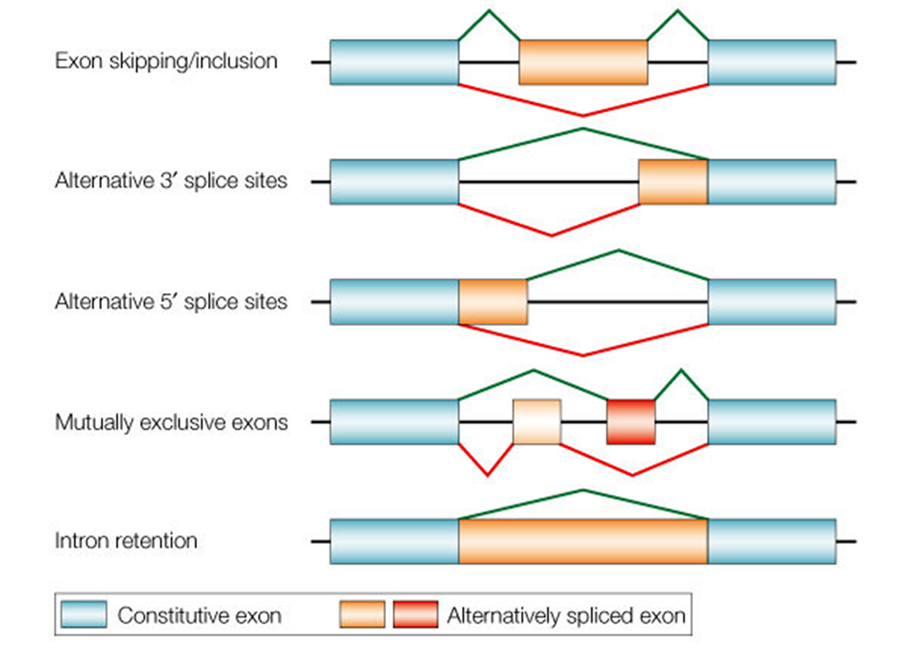 Exon skipping/inclusion
Alternative 3′ splice sites
Alternative 5′ splice sites
Mutually exclusive exons
Intron retention
Constitutive exon
Alternatively spliced exon